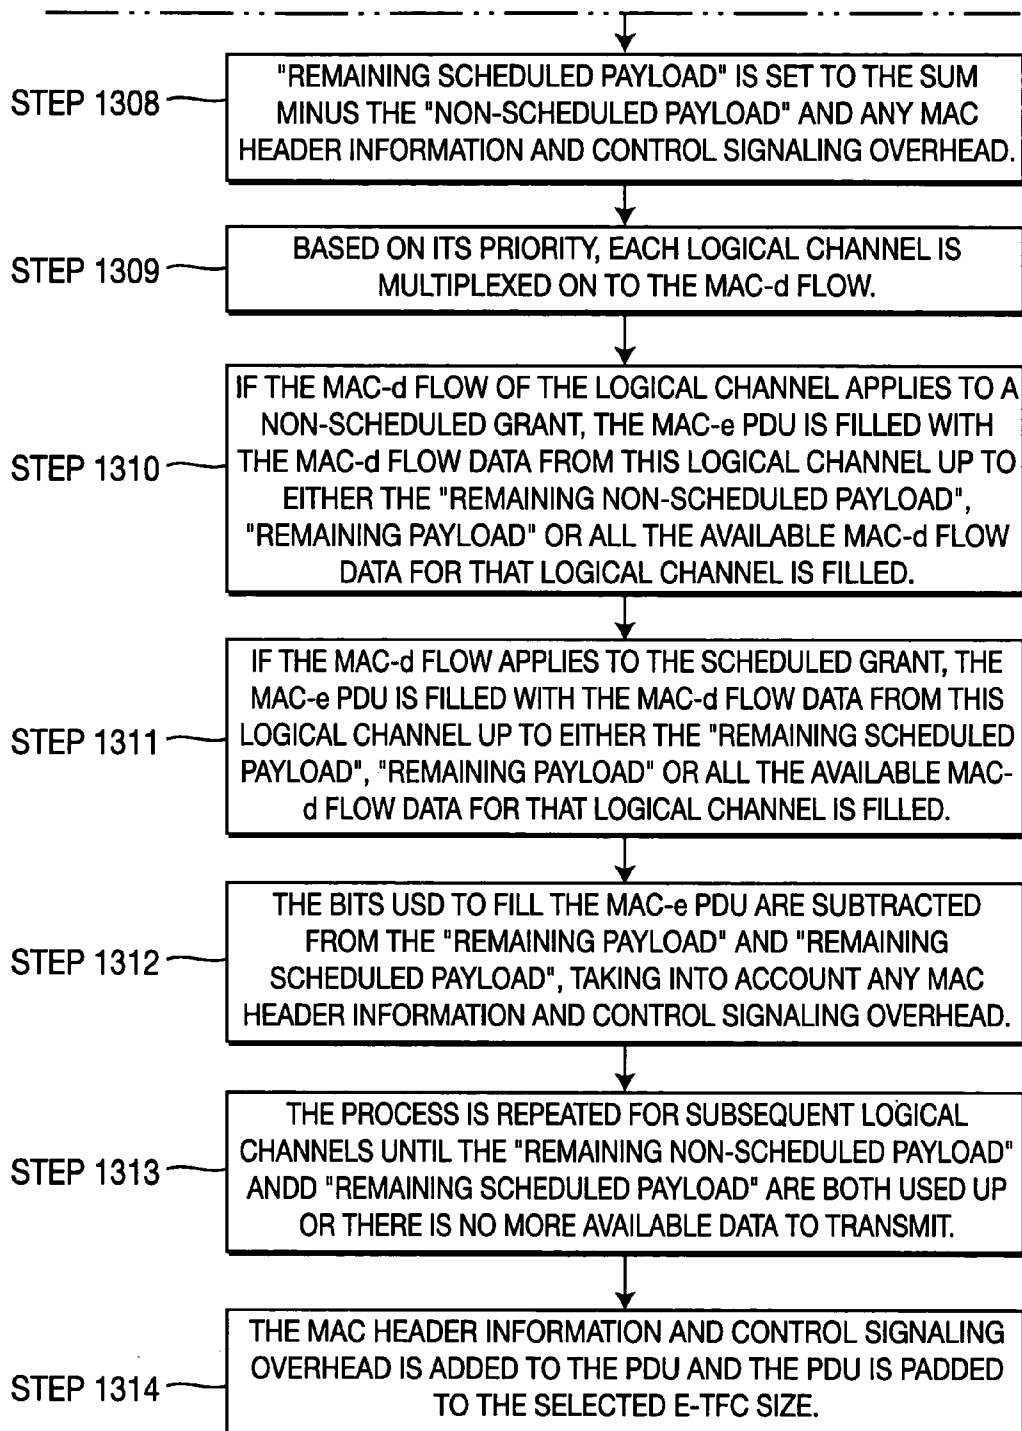 STEP 1308
"REMAINING SCHEDULED PAYLOAD" IS SET TO THE SUM
MINUS THE "NON-SCHEDULED PAYLOAD" AND ANY MAC
HEADER INFORMATION AND CONTROL SIGNALING OVERHEAD.
STEP 1309
BASED ON ITS PRIORITY, EACH LOGICAL CHANNEL IS
MULTIPLEXED ON TO THE MAC-d FLOW.
STEP 1310
IF THE MAC-d FLOW OF THE LOGICAL CHANNEL APPLIES TO A
NON-SCHEDULED GRANT, THE MAC-e PDU IS FILLED WITH
THE MAC-d FLOW DATA FROM THIS LOGICAL CHANNEL UP TO
EITHER THE "REMAINING NON-SCHEDULED PAYLOAD",
"REMAINING PAYLOAD" OR ALL THE AVAILABLE MAC-d FLOW
DATA FOR THAT LOGICAL CHANNEL IS FILLED.
STEP 1311
IF THE MAC-d FLOW APPLIES TO THE SCHEDULED GRANT, THE
MAC-e PDU IS FILLED WITH THE MAC-d FLOW DATA FROM THIS
LOGICAL CHANNEL UP TO EITHER THE "REMAINING SCHEDULED
PAYLOAD", "REMAINING PAYLOAD" OR ALL THE AVAILABLE MAC-
d FLOW DATA FOR THAT LOGICAL CHANNEL IS FILLED.
STEP 1312
THE BITS USD TO FILL THE MAC-e PDU ARE SUBTRACTED
FROM THE "REMAINING PAYLOAD" AND "REMAINING
SCHEDULED PAYLOAD", TAKING INTO ACCOUNT ANY MAC
HEADER INFORMATION AND CONTROL SIGNALING OVERHEAD.
STEP 1313
THE PROCESS IS REPEATED FOR SUBSEQUENT LOGICAL
CHANNELS UNTIL THE "REMAINING NON-SCHEDULED PAYLOAD"
ANDD "REMAINING SCHEDULED PAYLOAD" ARE BOTH USED UP
OR THERE IS NO MORE AVAILABLE DATA TO TRANSMIT.
STEP 1314
THE MAC HEADER INFORMATION AND CONTROL SIGNALING
OVERHEAD IS ADDED TO THE PDU AND THE PDU IS PADDED
TO THE SELECTED E-TFC SIZE.